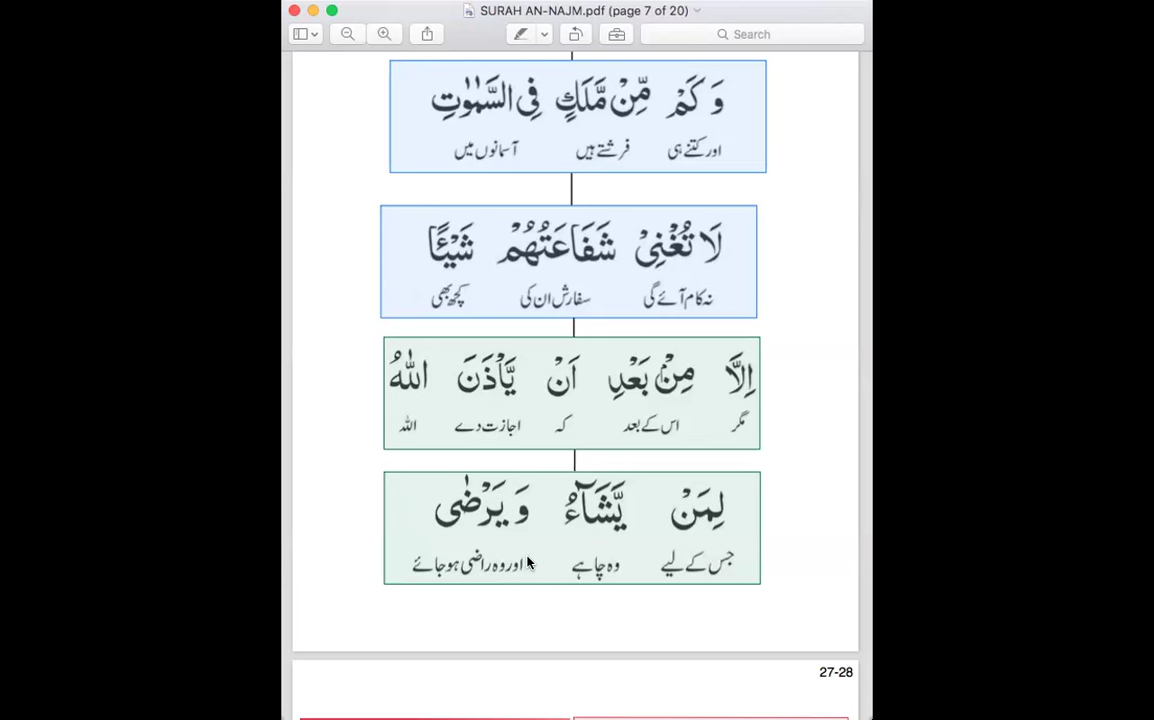 SURAH AN-NAJM.pdf (page 7 of 20)
Search
وَ كَمۡ مِّنۡ مَّلَكٍ فِى السَّمٰوٰتِ
اور کتنے ہی فرشتے ہیں آسمانوں میں
لَا تُغۡنِىۡ شَفَاعَتُهُمۡ شَيۡــًٔا
نہ کام آئے گی سفارش ان کی کچھ بھی
اِلَّا مِنۡۢ بَعۡدِ اَنۡ يَّاۡذَنَ اللّٰهُ
مگر اس کے بعد کہ اجازت دے اللہ
لِمَنۡ يَّشَآءُ وَ يَرۡضٰى
جس کے لیے وہ چاہے اور وہ راضی ہو جائے
27-28